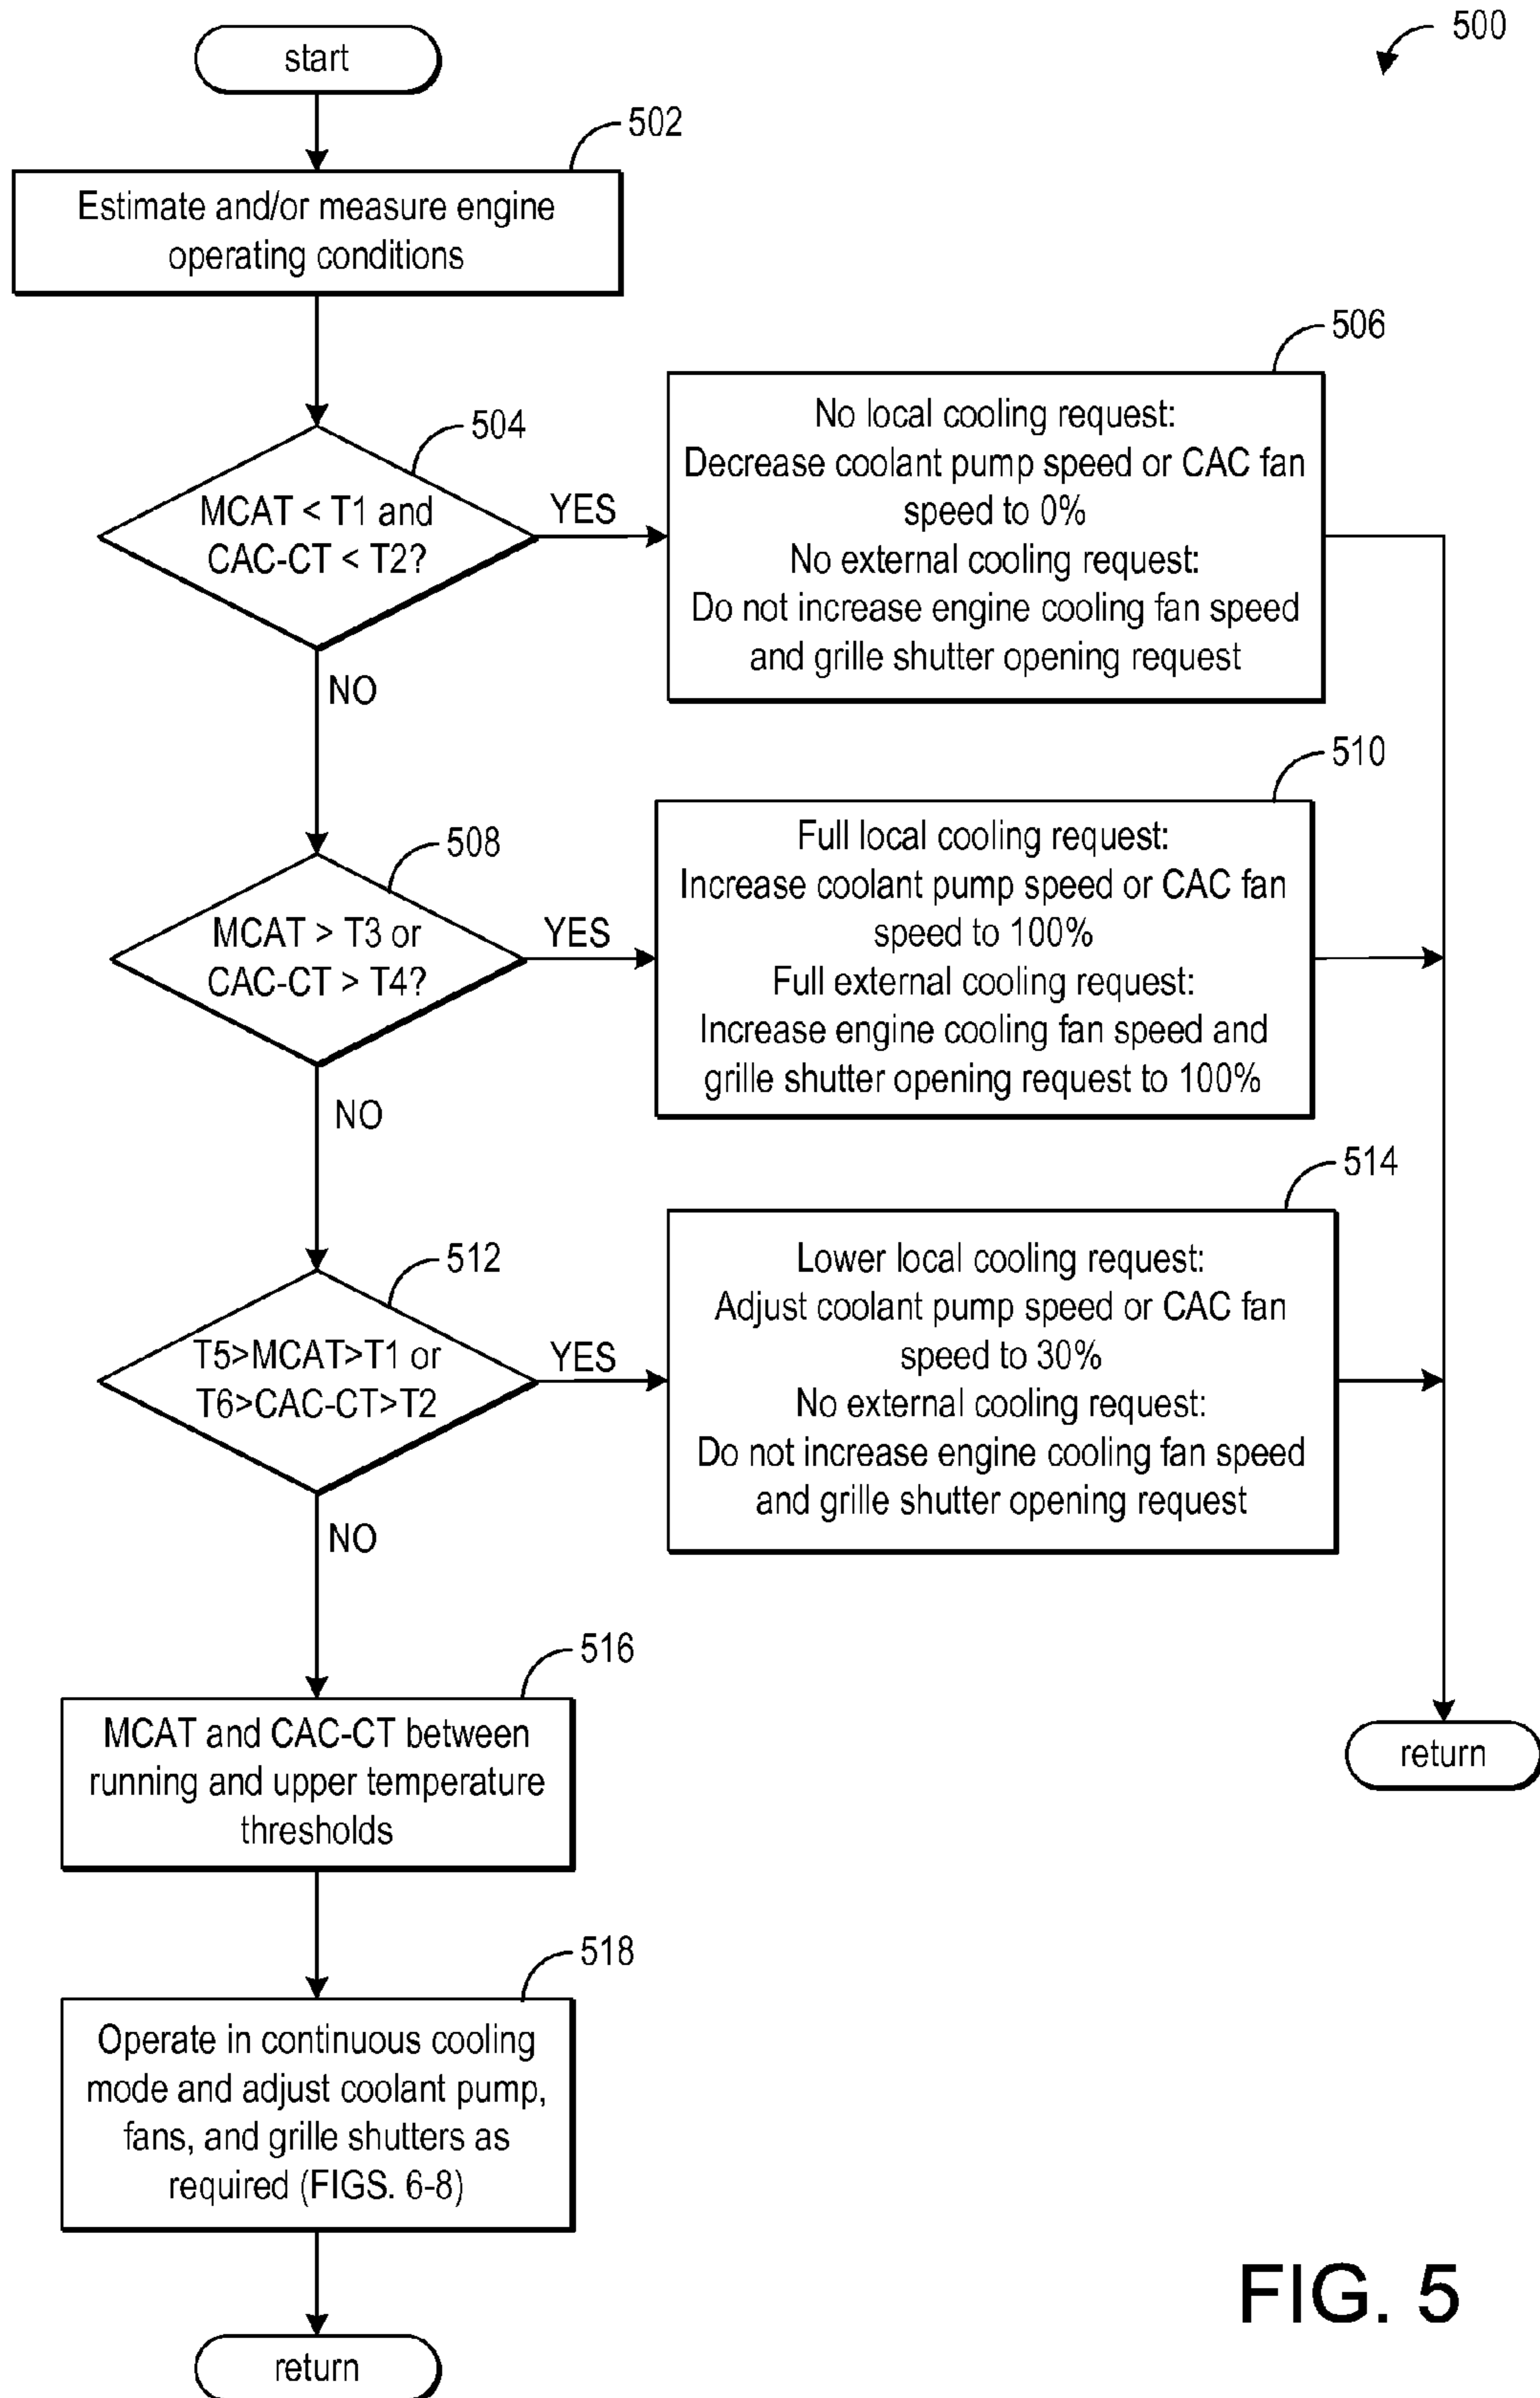 500
start
502
Estimate and/or measure engine
operating conditions
504
MCAT < T1 and
CAC-CT < T2?
YES
NO
506
No local cooling request:
Decrease coolant pump speed or CAC fan
speed to 0%
No external cooling request:
Do not increase engine cooling fan speed
and grille shutter opening request
508
MCAT > T3 or
CAC-CT > T4?
YES
NO
510
Full local cooling request:
Increase coolant pump speed or CAC fan
speed to 100%
Full external cooling request:
Increase engine cooling fan speed and
grille shutter opening request to 100%
512
T5>MCAT>T1 or
T6>CAC-CT>T2
YES
NO
514
Lower local cooling request:
Adjust coolant pump speed or CAC fan
speed to 30%
No external cooling request:
Do not increase engine cooling fan speed
and grille shutter opening request
return
516
MCAT and CAC-CT between
running and upper temperature
thresholds
518
Operate in continuous cooling
mode and adjust coolant pump,
fans, and grille shutters as
required (FIGS. 6-8)
return
FIG. 5